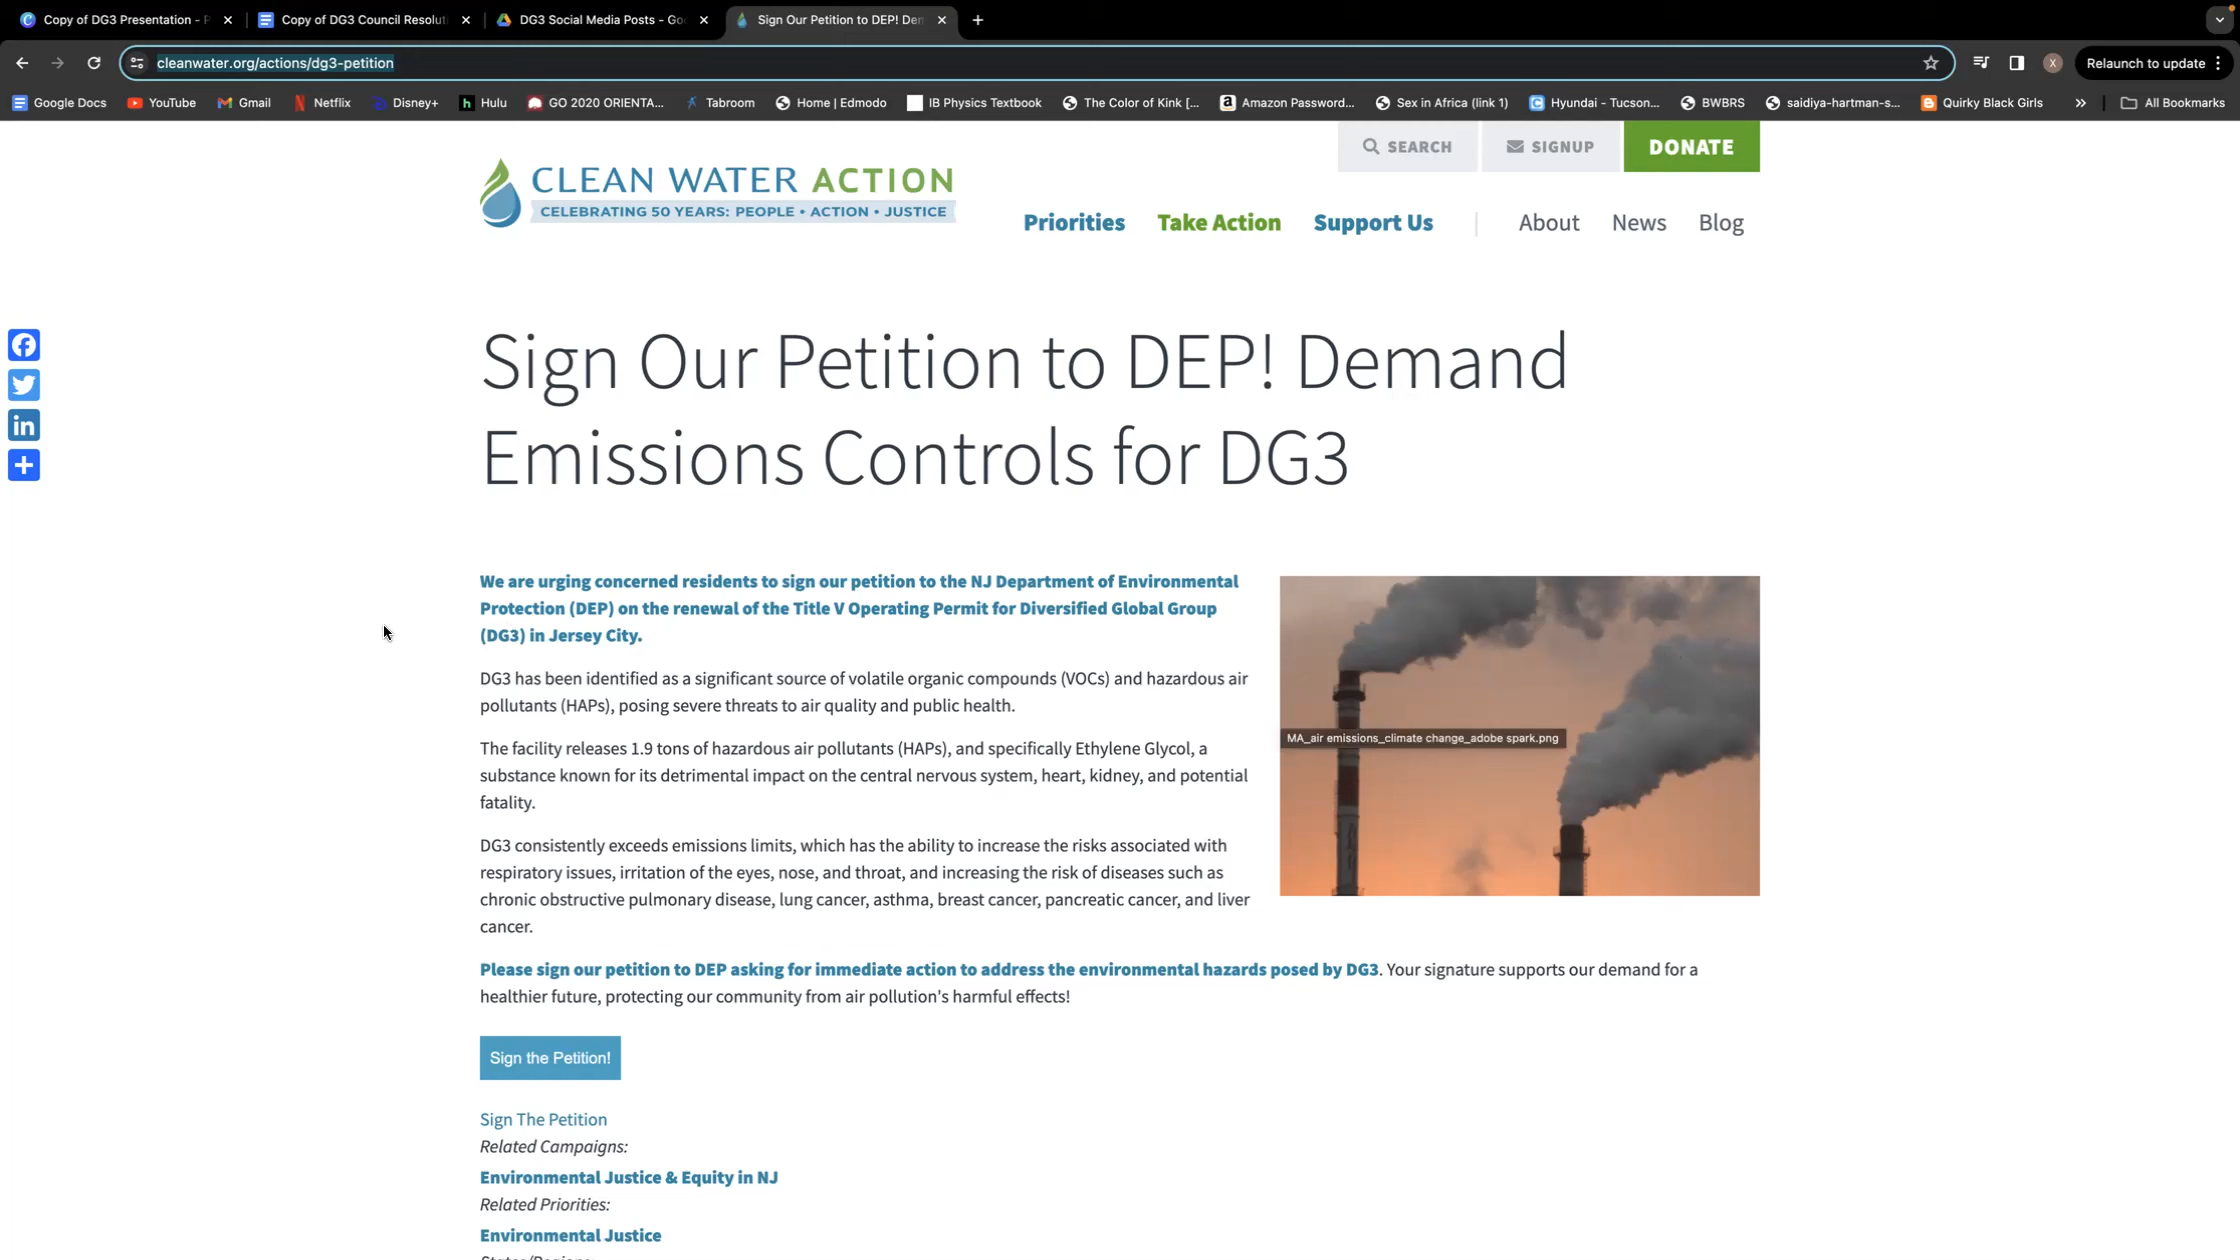 Copy of DG3 Presentation - P
Copy of DG3 Council Resolut
DG3 Social Media Posts - Goo
Sign Our Petition to DEP! Dem
cleanwater.org/actions/dg3-petition
Relaunch to update
Google Docs
YouTube
Gmail
Netflix
Disney+
Hulu
GO 2020 ORIENTA...
Tabroom
Home | Edmodo
IB Physics Textbook
The Color of Kink [...
Amazon Password...
Sex in Africa (link 1)
Hyundai - Tucson...
BWBRS
saidiya-hartman-s...
Quirky Black Girls
All Bookmarks
SEARCH
SIGNUP
DONATE
CLEAN WATER ACTION
CELEBRATING 50 YEARS: PEOPLE • ACTION • JUSTICE
Priorities
Take Action
Support Us
About
News
Blog
Sign Our Petition to DEP! Demand
Emissions Controls for DG3
We are urging concerned residents to sign our petition to the NJ Department of Environmental
Protection (DEP) on the renewal of the Title V Operating Permit for Diversified Global Group
(DG3) in Jersey City.
DG3 has been identified as a significant source of volatile organic compounds (VOCs) and hazardous air
pollutants (HAPs), posing severe threats to air quality and public health.
The facility releases 1.9 tons of hazardous air pollutants (HAPs), and specifically Ethylene Glycol, a
substance known for its detrimental impact on the central nervous system, heart, kidney, and potential
fatality.
MA_air emissions_climate change_adobe spark.png
DG3 consistently exceeds emissions limits, which has the ability to increase the risks associated with
respiratory issues, irritation of the eyes, nose, and throat, and increasing the risk of diseases such as
chronic obstructive pulmonary disease, lung cancer, asthma, breast cancer, pancreatic cancer, and liver
cancer.
Please sign our petition to DEP asking for immediate action to address the environmental hazards posed by DG3. Your signature supports our demand for a
healthier future, protecting our community from air pollution's harmful effects!
Sign the Petition!
Sign The Petition
Related Campaigns:
Environmental Justice & Equity in NJ
Related Priorities:
Environmental Justice